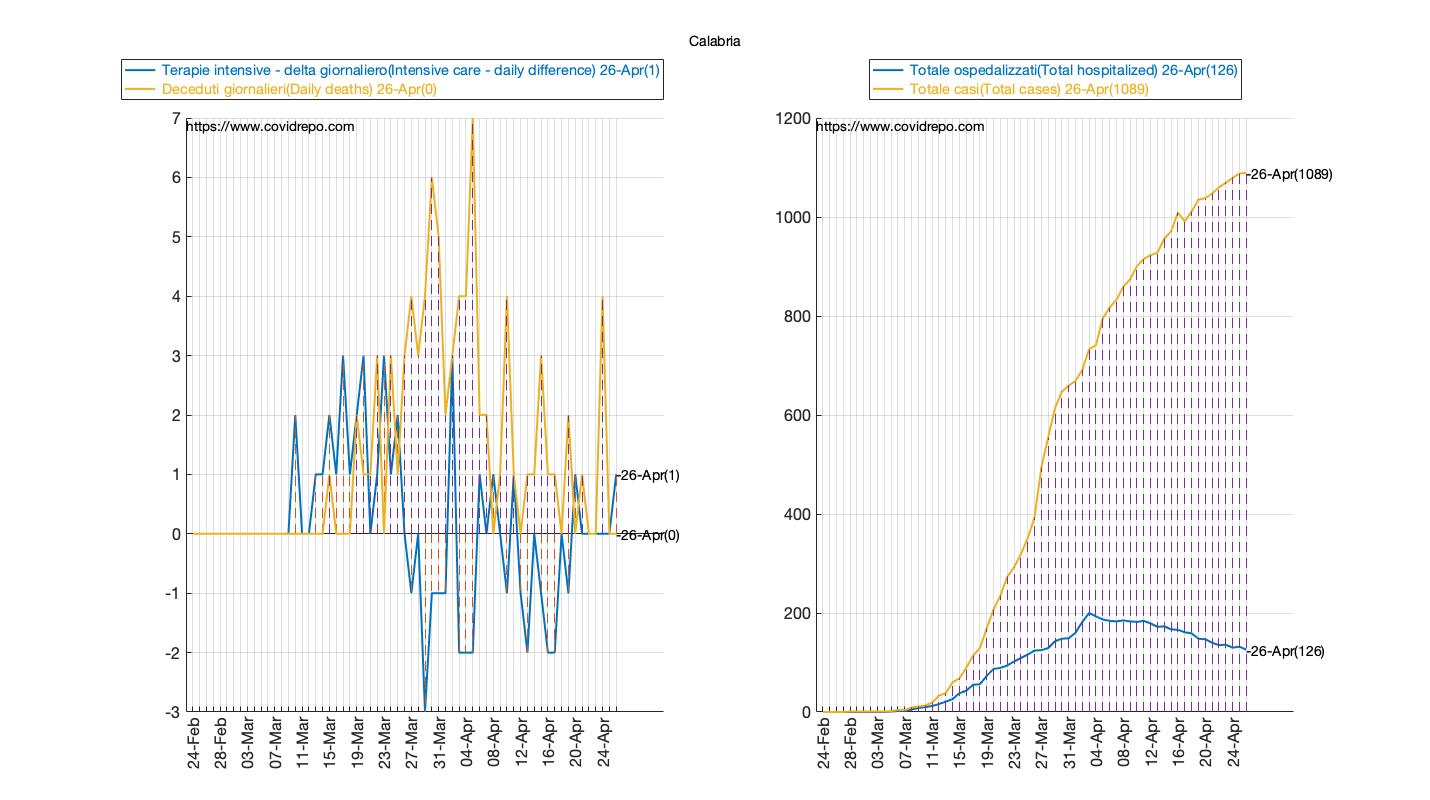 Calabria
Terapie intensive - delta giornaliero(Intensive care - daily difference) 26-Apr(1)
Deceduti giornalieri(Daily deaths) 26-Apr(0)
7
https://www.covidrepo.com
6
5
4
3
2
1
0
-1
-2
-3
-26-Apr(1)
-26-Apr(0)
24-Feb
28-Feb
03-Mar
07-Mar
11-Mar
15-Mar
19-Mar
23-Mar
27-Mar
31-Mar
04-Apr
08-Apr
12-Apr
16-Apr
20-Apr
24-Apr
Totale ospedalizzati(Total hospitalized) 26-Apr(126)
Totale casi(Total cases) 26-Apr(1089)
1200
https://www.covidrepo.com
1000
800
600
400
200
0
-26-Apr(1089)
-26-Apr(126)
24-Feb
28-Feb
03-Mar
07-Mar
11-Mar
15-Mar
19-Mar
23-Mar
27-Mar
31-Mar
04-Apr
08-Apr
12-Apr
16-Apr
20-Apr
24-Apr